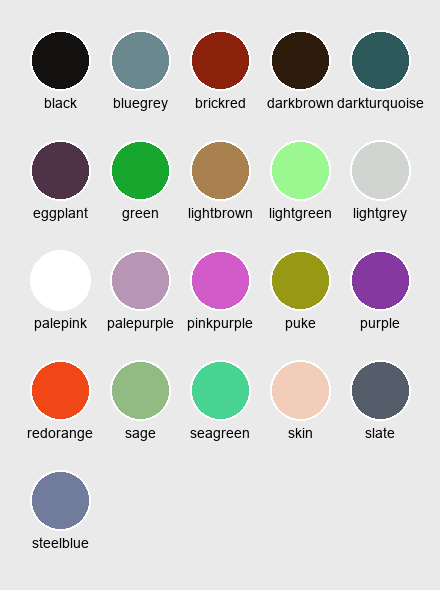 black bluegrey brickred darkbrown darkturquoise
eggplant green lightbrown lightgreen lightgrey
palepink palepurple pinkpurple puke purple
redorange sage seagreen skin slate
steelblue